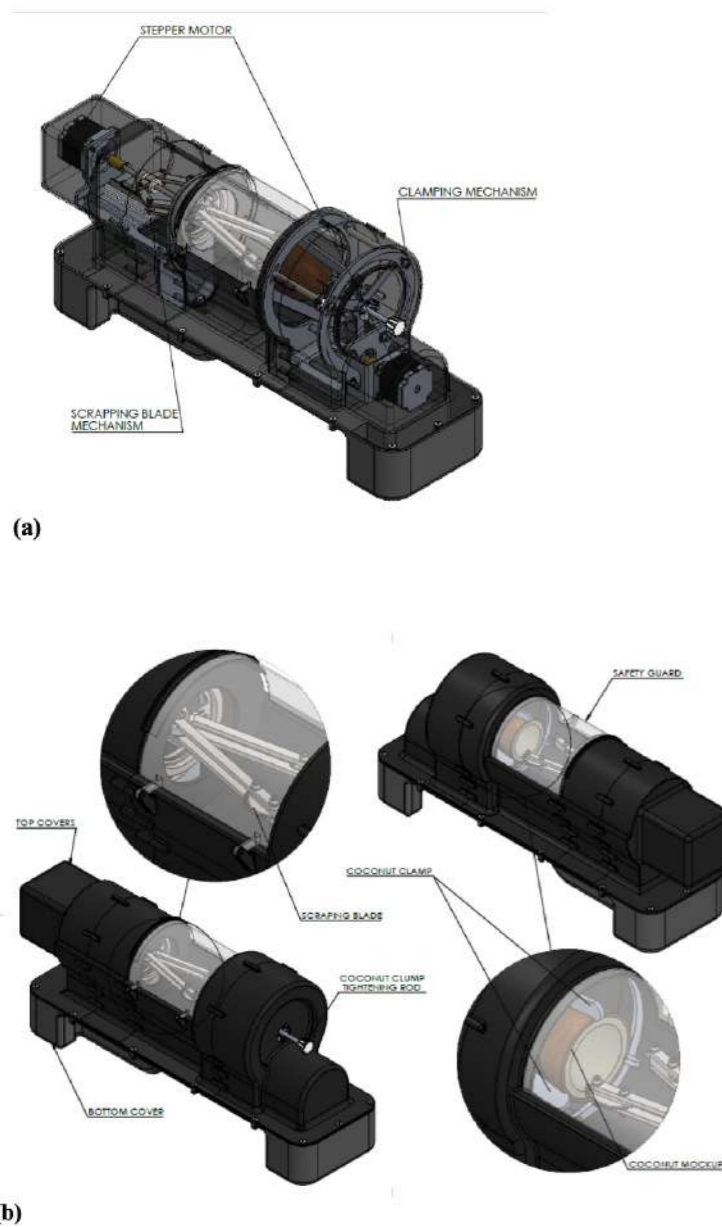 STEPPER MOTOR
CLAMPING MECHANISM
SCRAPPING BLADE
MECHANISM
(a)
SAFETY GUARD
TOP COVERS
COCONUT CLAMP
SCRAPING BLADE
COCONUT CLUMP
TIGHTENING ROD
BOTTOM COVER
COCONUT MOCKUP
(b)